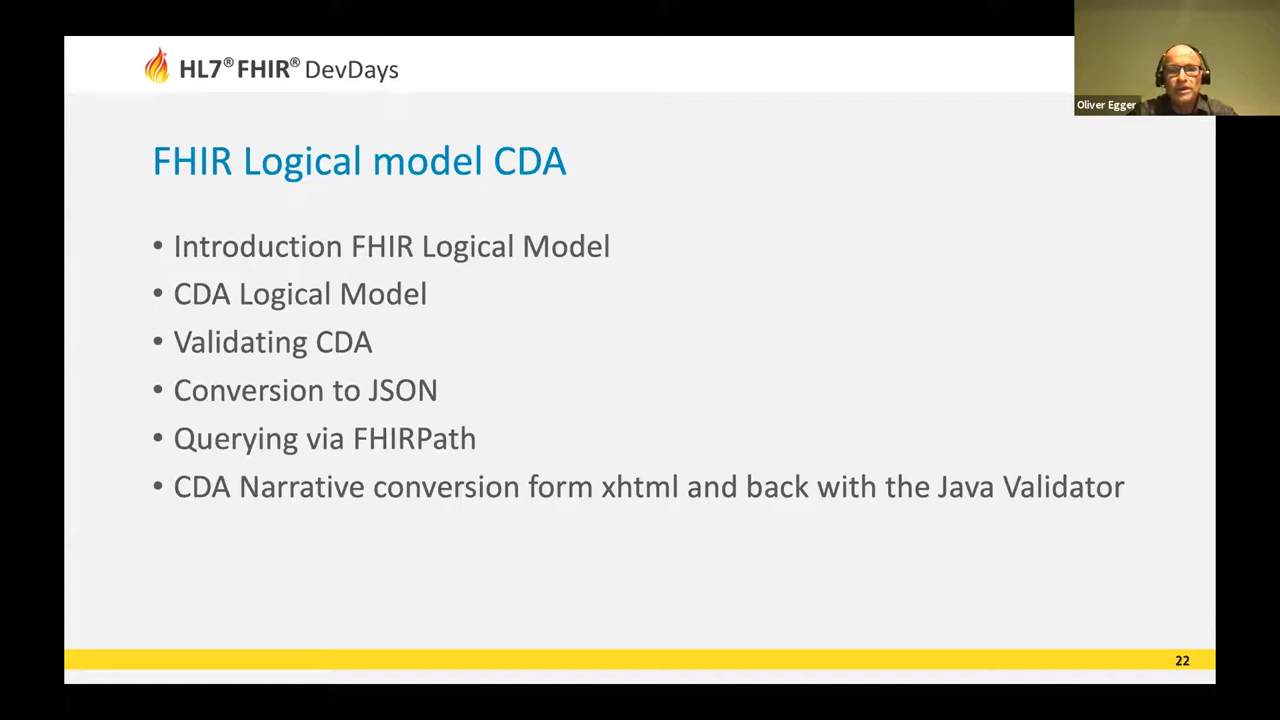 HL7® FHIR® DevDays
Oliver Egger
FHIR Logical model CDA
• Introduction FHIR Logical Model
• CDA Logical Model
• Validating CDA
• Conversion to JSON
• Querying via FHIRPath
• CDA Narrative conversion form xhtml and back with the Java Validator
22